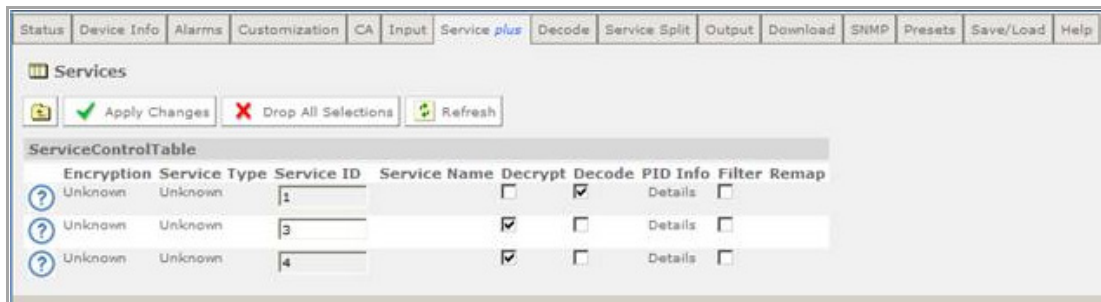 Status Device Info Alarms Customization CA Input Service plus Decode Service Split Output Download SNMP Presets Save/Load Help
Services
Apply Changes Drop All Selections Refresh
ServiceControlTable
Encryption Service Type Service ID Service Name Decrypt Decode PID Info Filter Remap
Unknown Unknown 1 Details
Unknown Unknown 3 Details
Unknown Unknown 4 Details